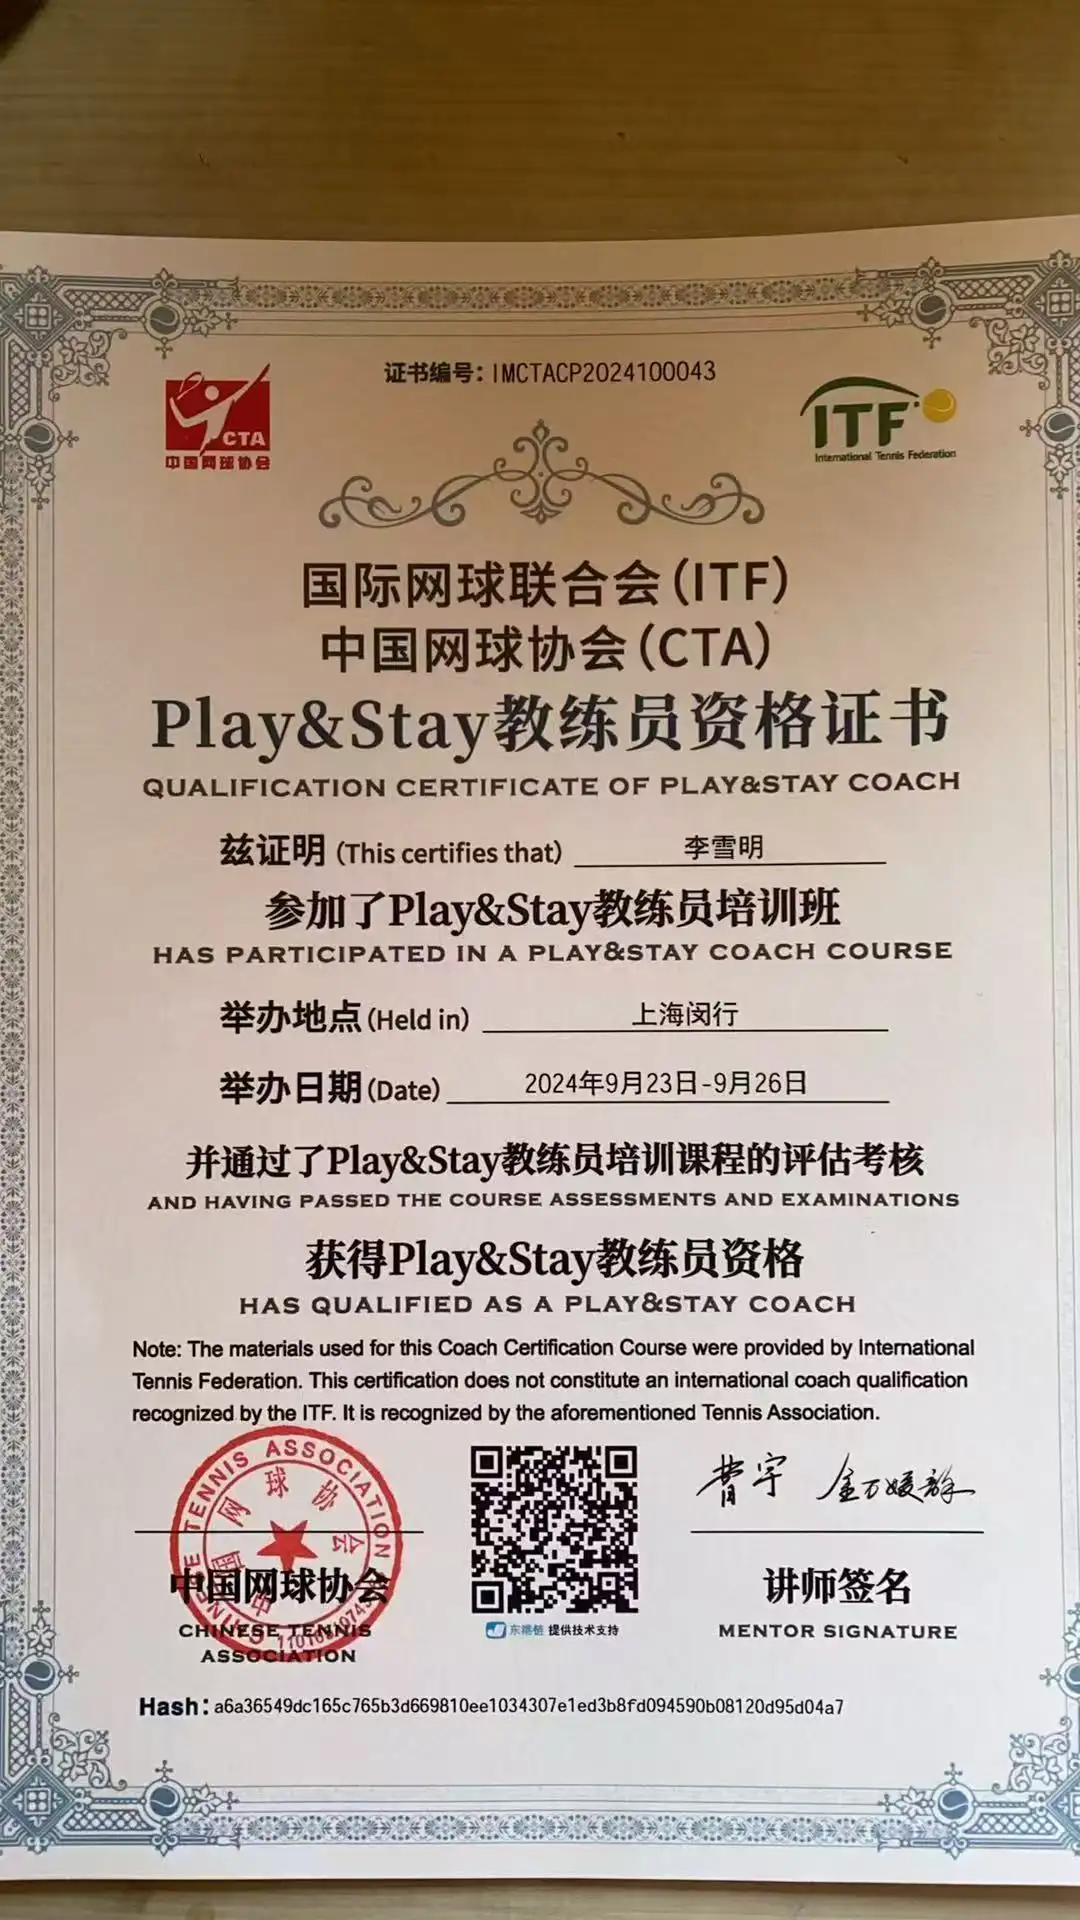 证书编号：IMCTACP2024100043
CTA
中国网球协会
ITF
International Tennis Federation
国际网球联合会（ITF）
中国网球协会（CTA）
Play&Stay教练员资格证书
QUALIFICATION CERTIFICATE OF PLAY&STAY COACH
兹证明 (This certifies that) 李雪明
参加了Play&Stay教练员培训班
HAS PARTICIPATED IN A PLAY&STAY COACH COURSE
举办地点(Held in) 上海闵行
举办日期(Date) 2024年9月23日-9月26日
并通过了Play&Stay教练员培训课程的评估考核
AND HAVING PASSED THE COURSE ASSESSMENTS AND EXAMINATIONS
获得Play&Stay教练员资格
HAS QUALIFIED AS A PLAY&STAY COACH
Note: The materials used for this Coach Certification Course were provided by International
Tennis Federation. This certification does not constitute an international coach qualification
recognized by the ITF. It is recognized by the aforementioned Tennis Association.
CHINESE TENNIS ASSOCIATION
中国网球协会
中国网球协会
CHINESE TENNIS
ASSOCIATION
提供技术支持
讲师签名
MENTOR SIGNATURE
Hash：a6a36549dc165c765b3d669810ee1034307e1ed3b8fd094590b08120d95d04a7